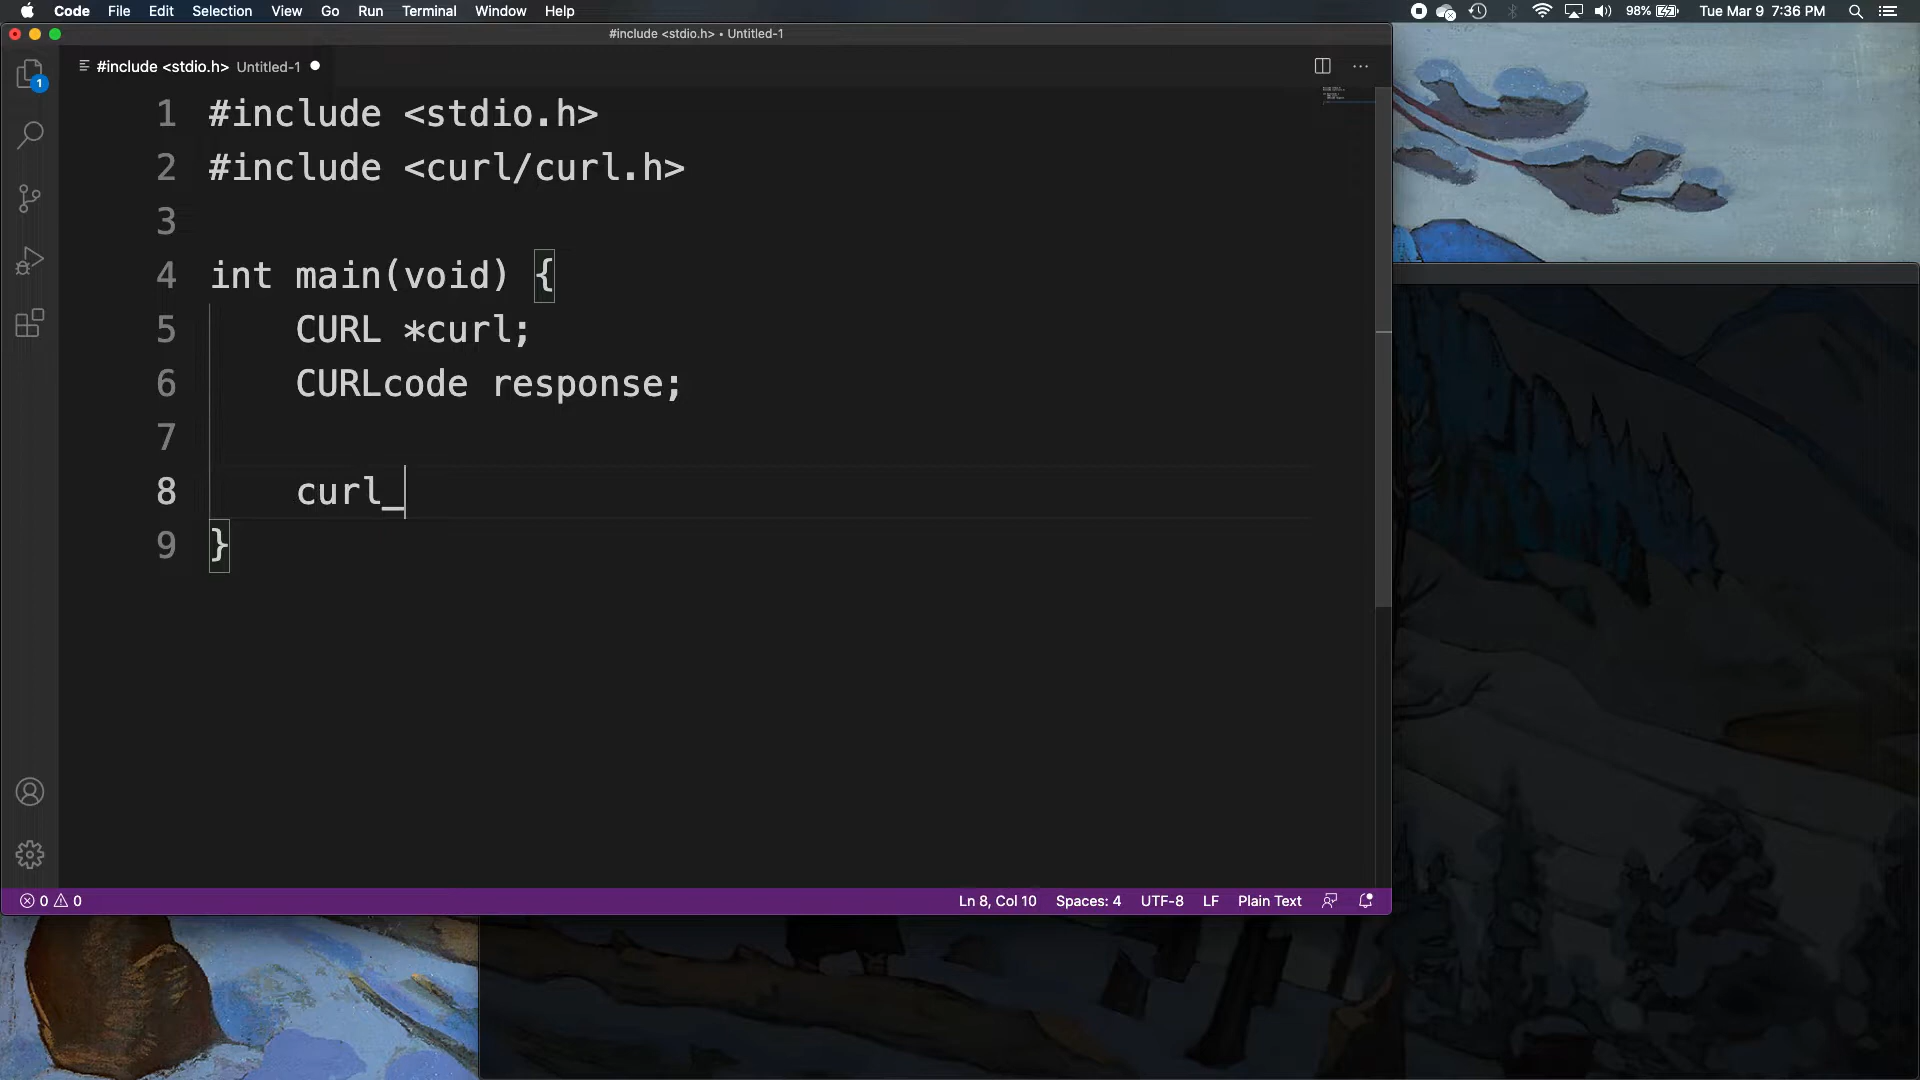 Code File Edit Selection View Go Run Terminal Window Help 98% Tue Mar 9 7:36 PM
#include <stdio.h> • Untitled-1
#include <stdio.h> Untitled-1
1
1 #include <stdio.h>
2 #include <curl/curl.h>
3
4 int main(void) {
5 CURL *curl;
6 CURLcode response;
7
8 curl_
9 }
0 0 Ln 8, Col 10 Spaces: 4 UTF-8 LF Plain Text